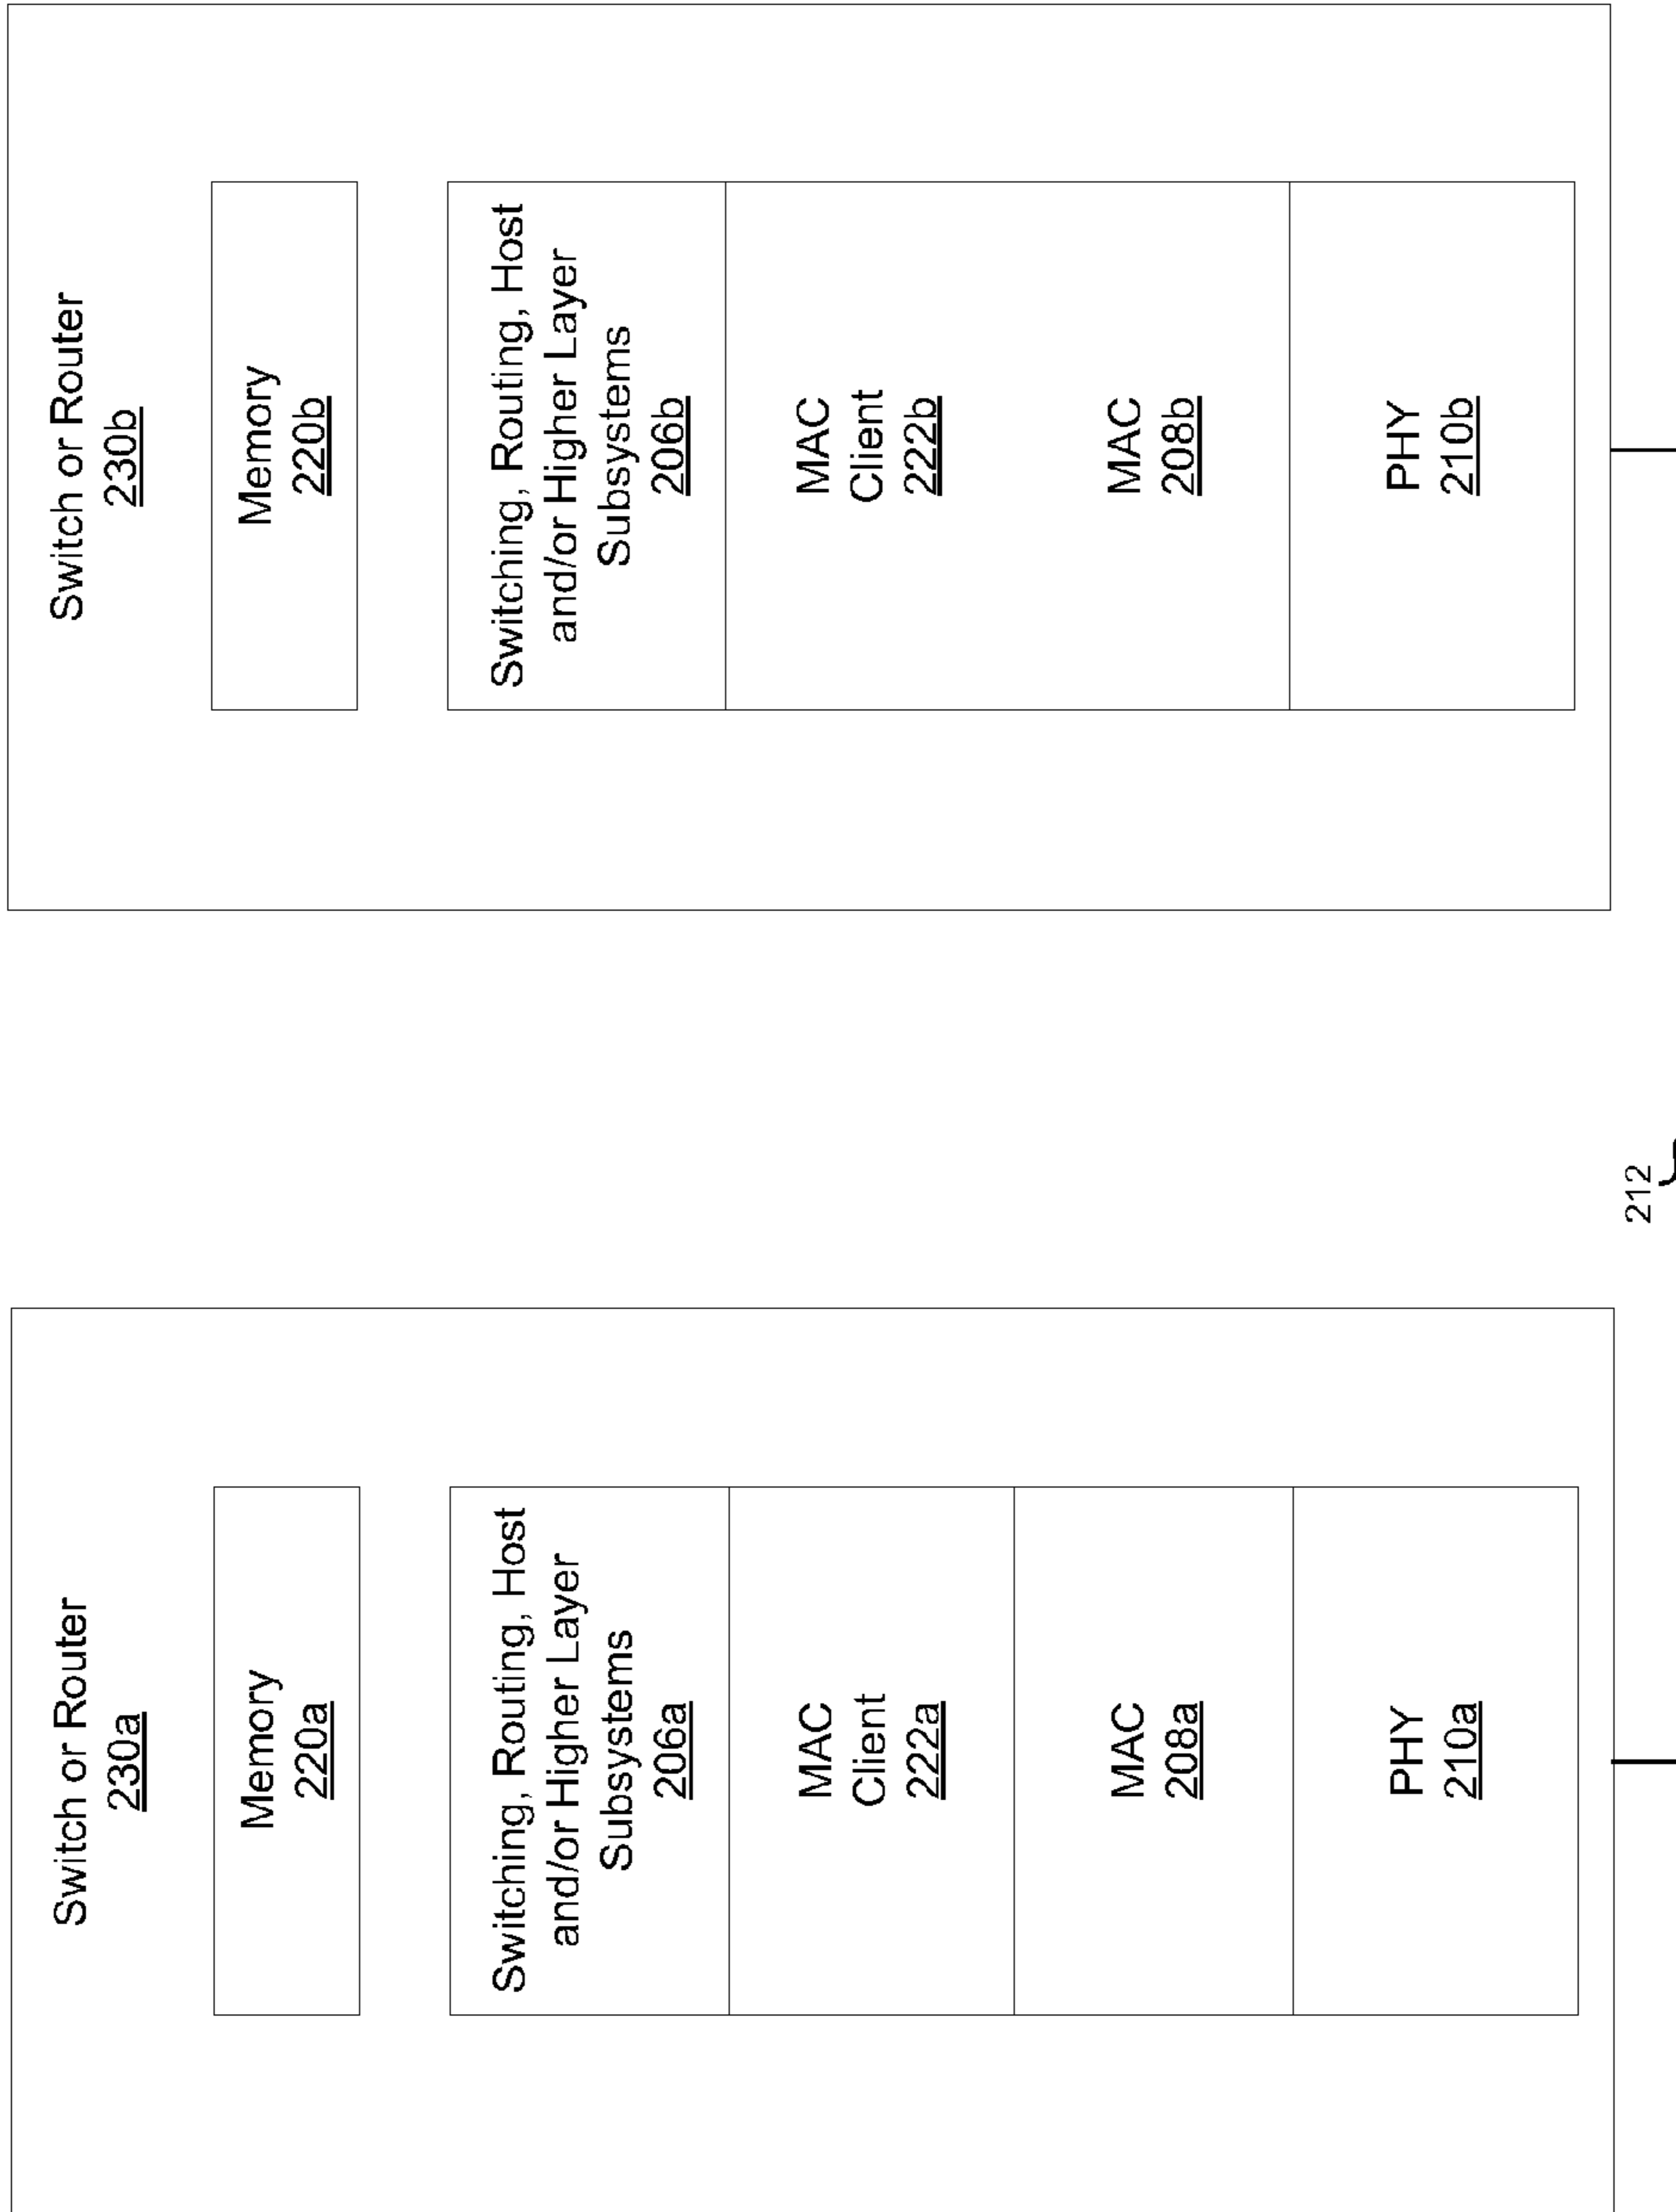 Switch or Router
230a
Memory
220a
Switching, Routing, Host
and/or Higher Layer
Subsystems
206a
MAC
Client
222a
MAC
208a
PHY
210a
Switch or Router
230b
Memory
220b
Switching, Routing, Host
and/or Higher Layer
Subsystems
206b
MAC
Client
222b
MAC
208b
PHY
210b
212